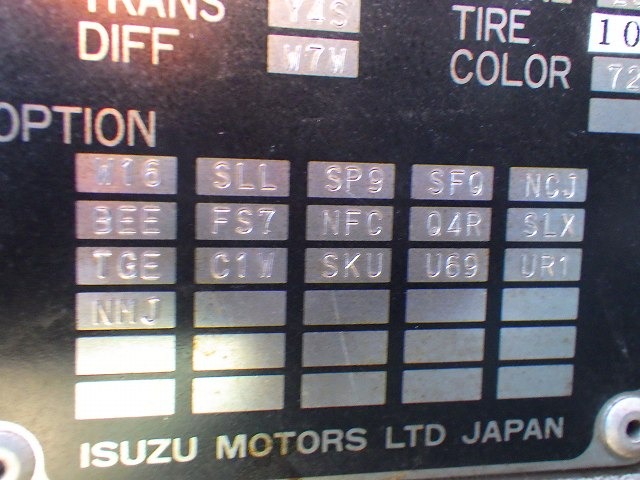 TRANS Y4S
DIFF W7W
TIRE 10
COLOR 72
OPTION
W16 SLL SP9 SFQ NCJ
BEE FS7 NFC Q4R SLX
TGE C1W SKU U69 UR1
NMJ
ISUZU MOTORS LTD JAPAN